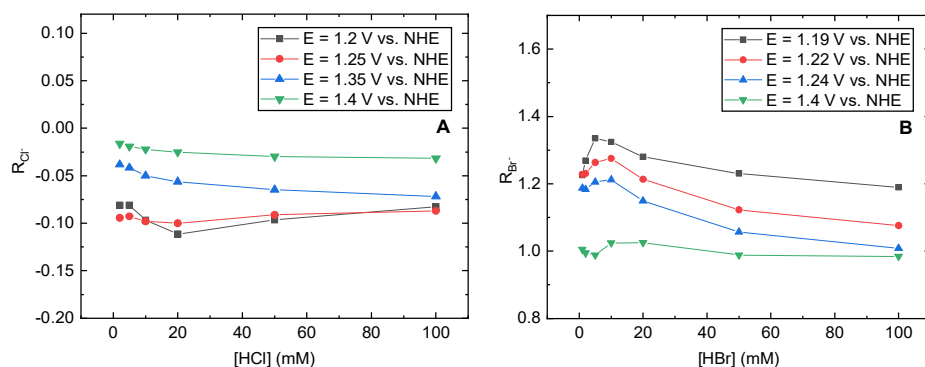 E = 1.2 V vs. NHE
E = 1.25 V vs. NHE
E = 1.35 V vs. NHE
E = 1.4 V vs. NHE
A
0.10
0.05
0.00
-0.05
-0.10
-0.15
-0.20
R_Cl⁻
0 20 40 60 80 100
[HCl] (mM)
E = 1.19 V vs. NHE
E = 1.22 V vs. NHE
E = 1.24 V vs. NHE
E = 1.4 V vs. NHE
B
1.6
1.4
1.2
1.0
0.8
R_Br⁻
0 20 40 60 80 100
[HBr] (mM)